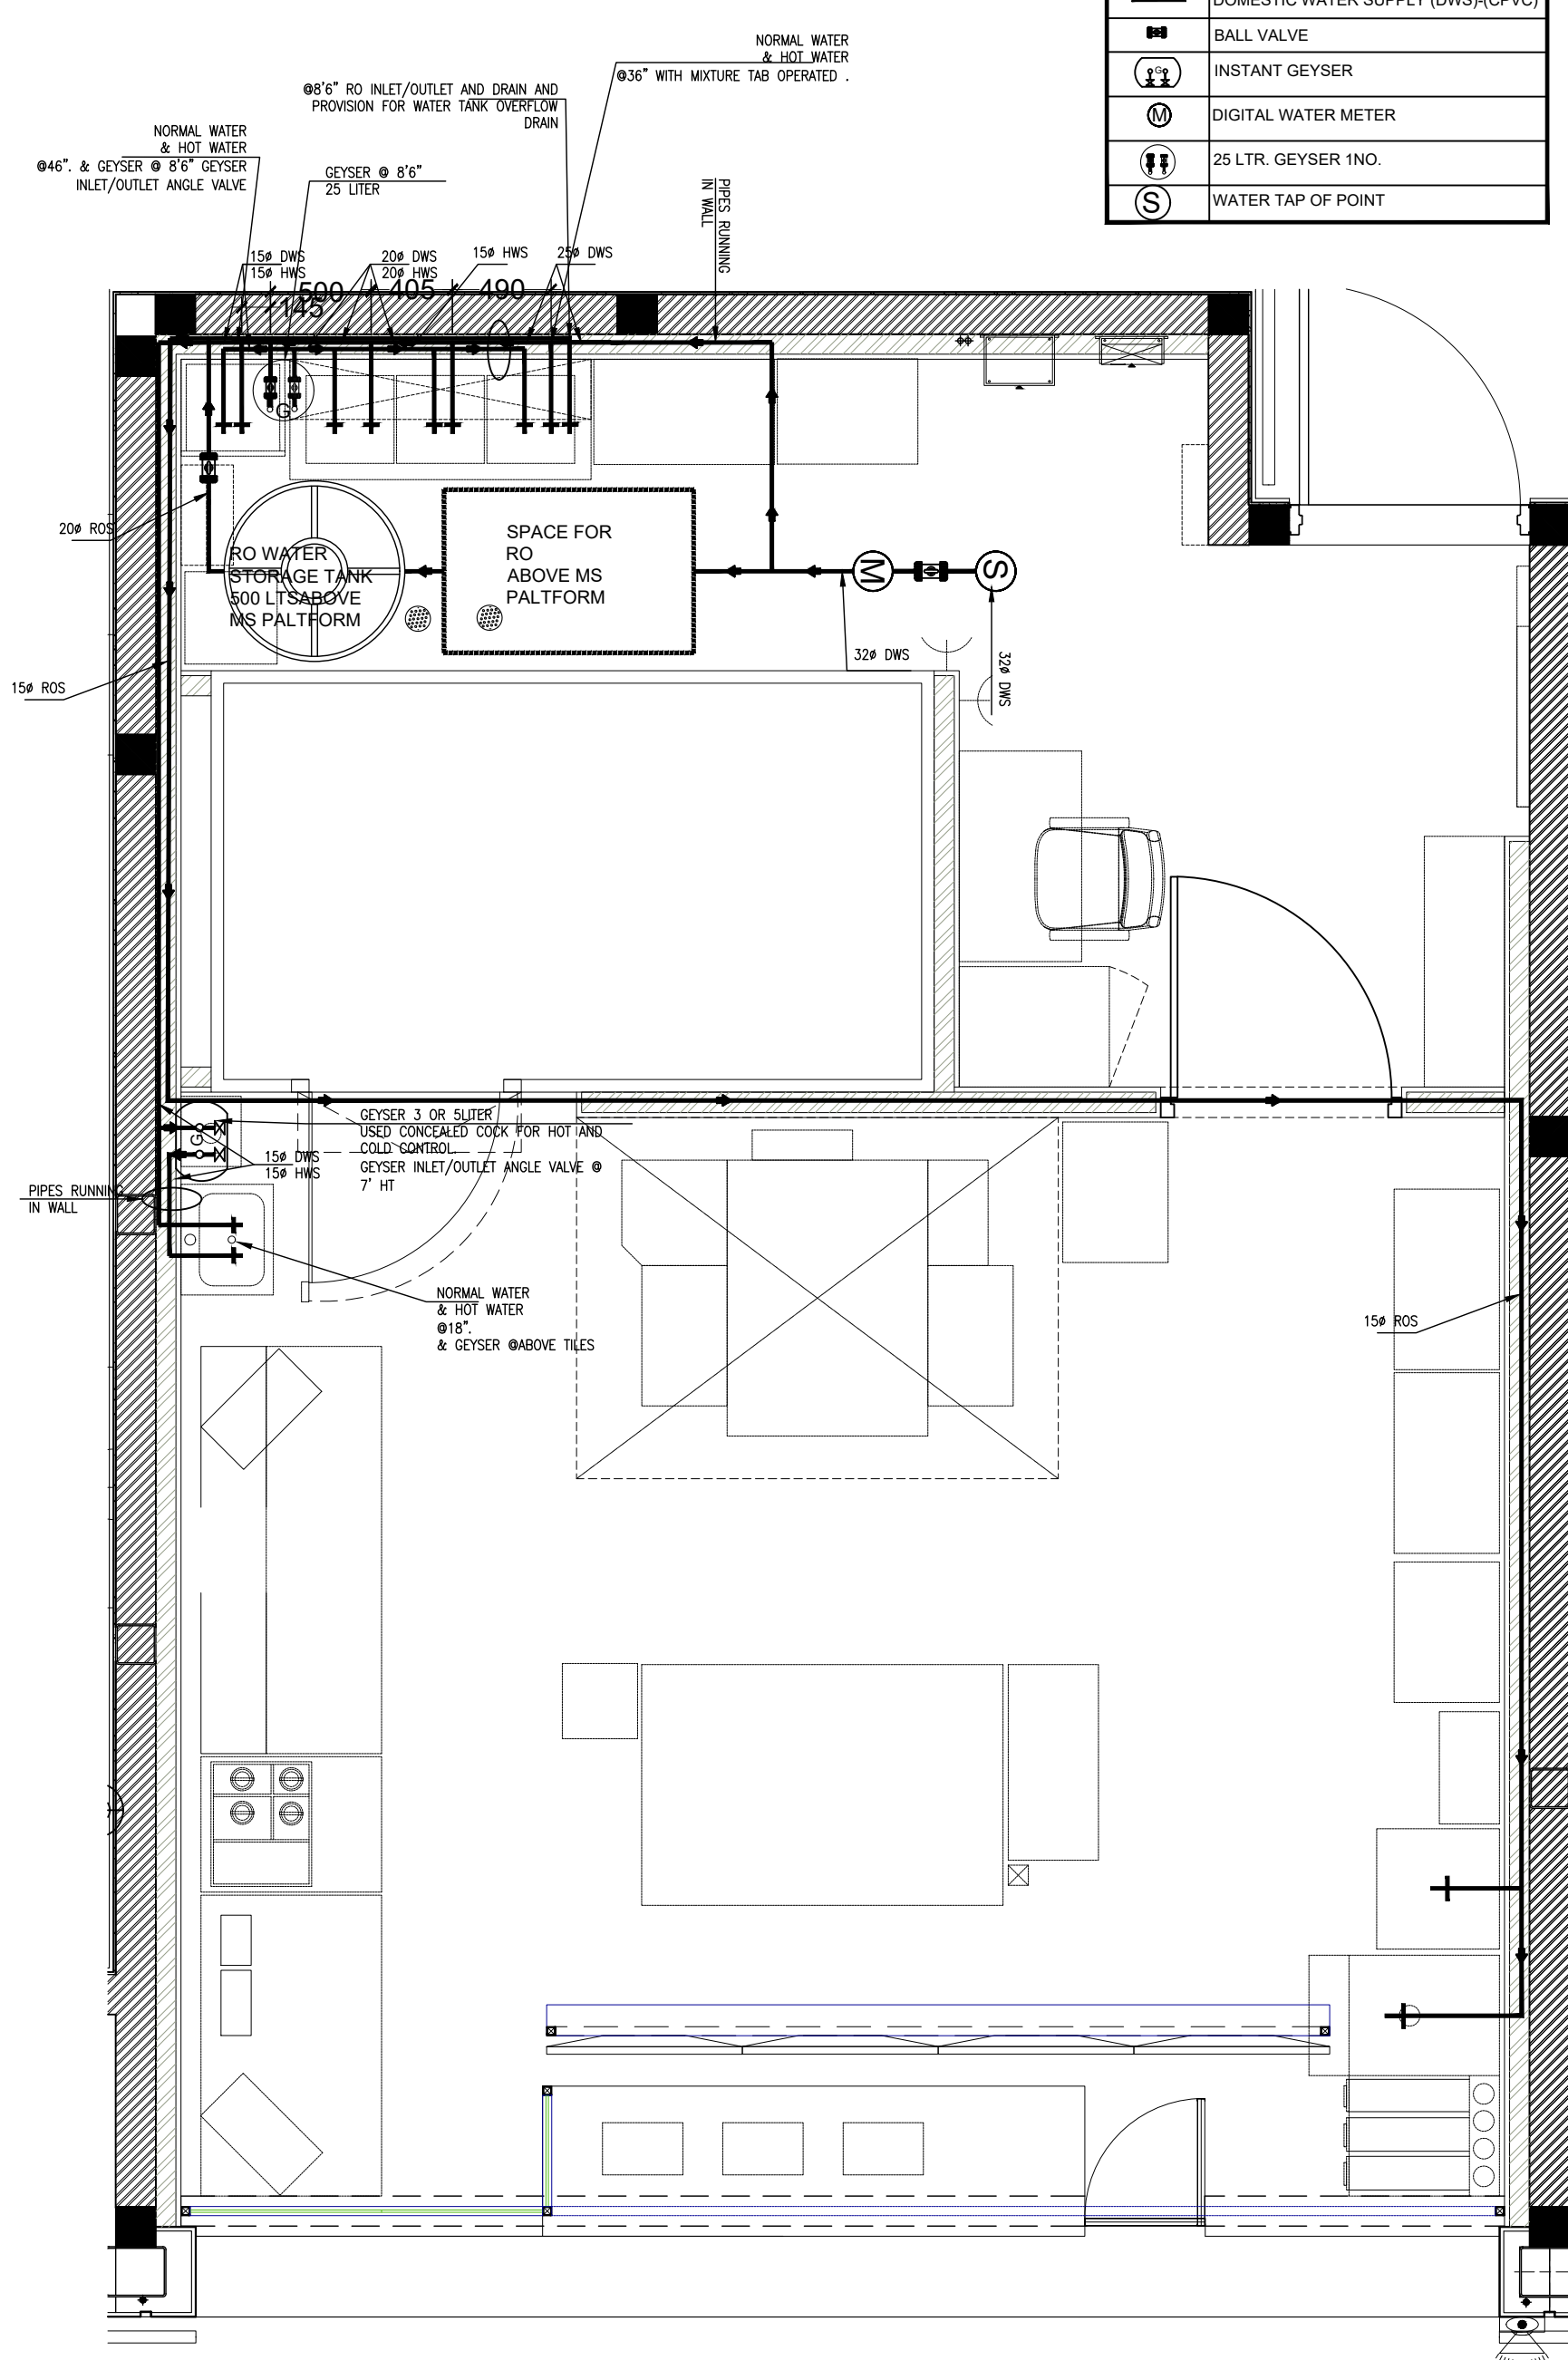 DOMESTIC WATER SUPPLY (DWS)-(CPVC)
BALL VALVE
G
INSTANT GEYSER
M
DIGITAL WATER METER
25 LTR. GEYSER 1NO.
S
WATER TAP OF POINT
NORMAL WATER
& HOT WATER
@36" WITH MIXTURE TAB OPERATED .
@8'6" RO INLET/OUTLET AND DRAIN AND
PROVISION FOR WATER TANK OVERFLOW
DRAIN
NORMAL WATER
& HOT WATER
@46". & GEYSER @ 8'6" GEYSER
INLET/OUTLET ANGLE VALVE
GEYSER @ 8'6"
25 LITER
PIPES RUNNING
IN WALL
15ø DWS
15ø HWS
20ø DWS
20ø HWS
15ø HWS
25ø DWS
500
405
490
145
G
20ø ROS
RO WATER
STORAGE TANK
500 LTSABOVE
MS PALTFORM
SPACE FOR
RO
ABOVE MS
PALTFORM
M
S
32ø DWS
32ø DWS
15ø ROS
GEYSER 3 OR 5LITER
USED CONCEALED COCK FOR HOT AND
COLD CONTROL
GEYSER INLET/OUTLET ANGLE VALVE @
7' HT
G
15ø DWS
15ø HWS
PIPES RUNNING
IN WALL
NORMAL WATER
& HOT WATER
@18".
& GEYSER @ABOVE TILES
15ø ROS